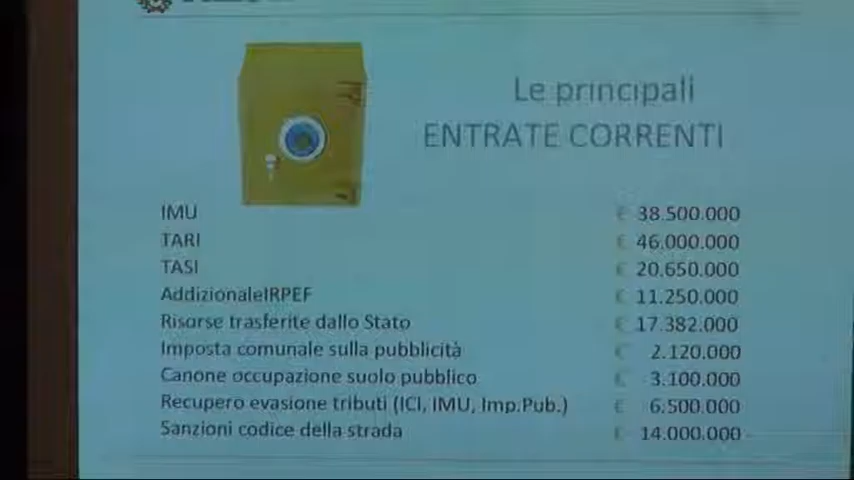 Le principali
ENTRATE CORRENTI
IMU € 38.500.000
TARI € 46.000.000
TASI € 20.650.000
AddizionaleIRPEF € 11.250.000
Risorse trasferite dallo Stato € 17.382.000
Imposta comunale sulla pubblicità € 2.120.000
Canone occupazione suolo pubblico € 3.100.000
Recupero evasione tributi (ICI, IMU, Imp.Pub.) € 6.500.000
Sanzioni codice della strada € 14.000.000